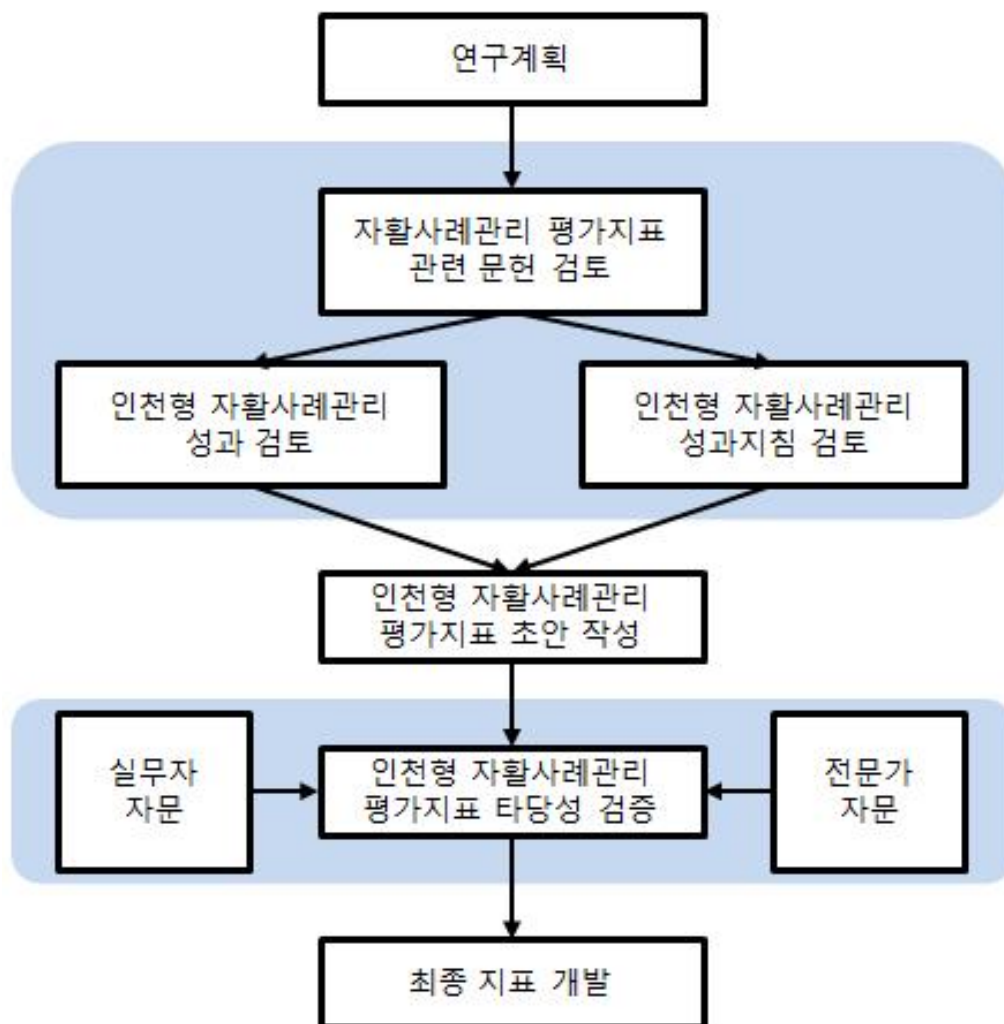 연구계획
자활사례관리 평가지표
관련 문헌 검토
인천형 자활사례관리
성과 검토
인천형 자활사례관리
성과지침 검토
인천형 자활사례관리
평가지표 초안 작성
실무자
자문
인천형 자활사례관리
평가지표 타당성 검증
전문가
자문
최종 지표 개발